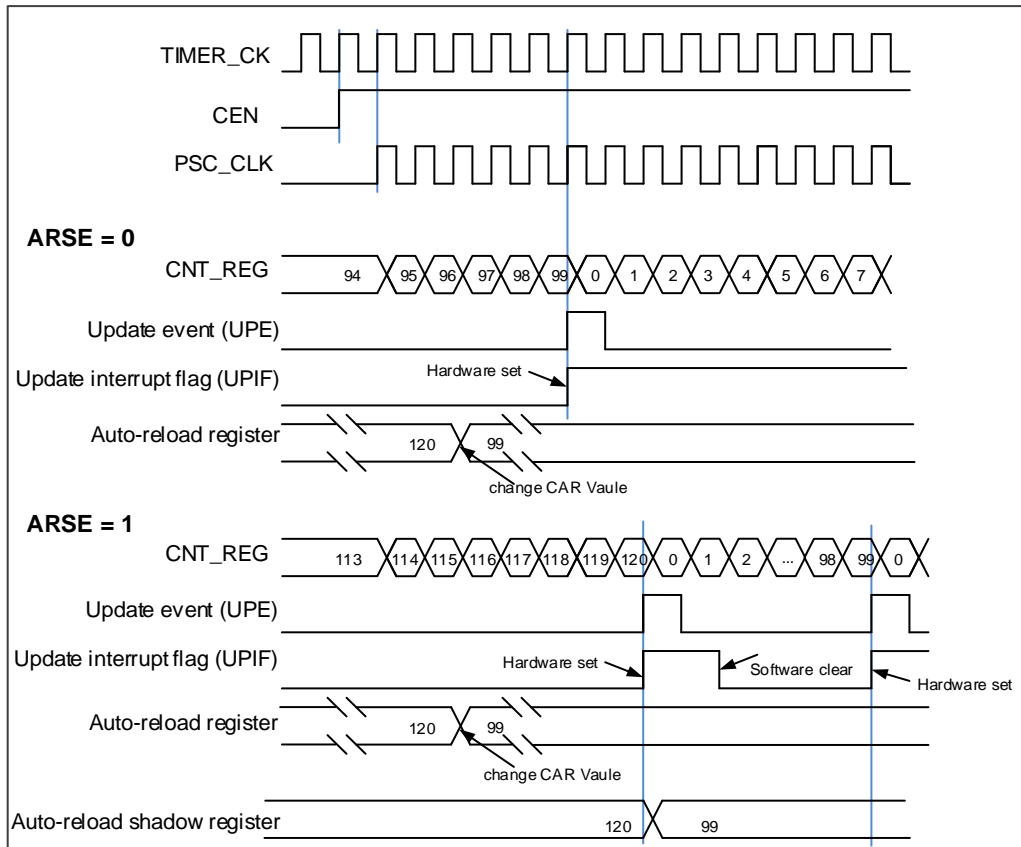 TIMER_CK
CEN
PSC_CLK
ARSE = 0
CNT_REG 94 95 96 97 98 99 0 1 2 3 4 5 6 7
Update event (UPE)
Update interrupt flag (UPIF) Hardware set
Auto-reload register 120 99
change CAR Vaule
ARSE = 1
CNT_REG 113 114 115 116 117 118 119 120 0 1 2 ... 98 99 0
Update event (UPE)
Update interrupt flag (UPIF) Hardware set Software clear Hardware set
Auto-reload register 120 99
change CAR Vaule
Auto-reload shadow register 120 99